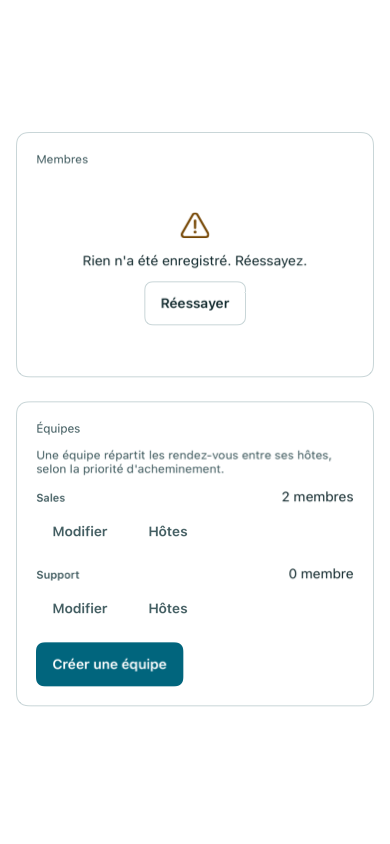 Membres
Rien n'a été enregistré. Réessayez.
Réessayer
Équipes
Une équipe répartit les rendez-vous entre ses hôtes,
selon la priorité d'acheminement.
Sales 2 membres
Modifier Hôtes
Support 0 membre
Modifier Hôtes
Créer une équipe